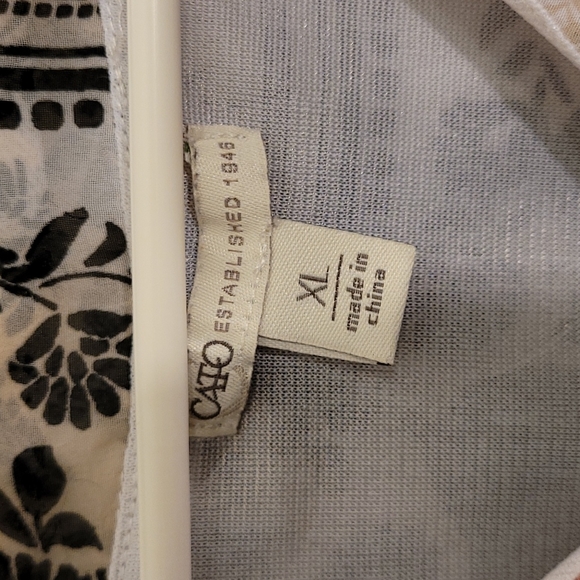 CATO ESTABLISHED 1946
XL
made in
china